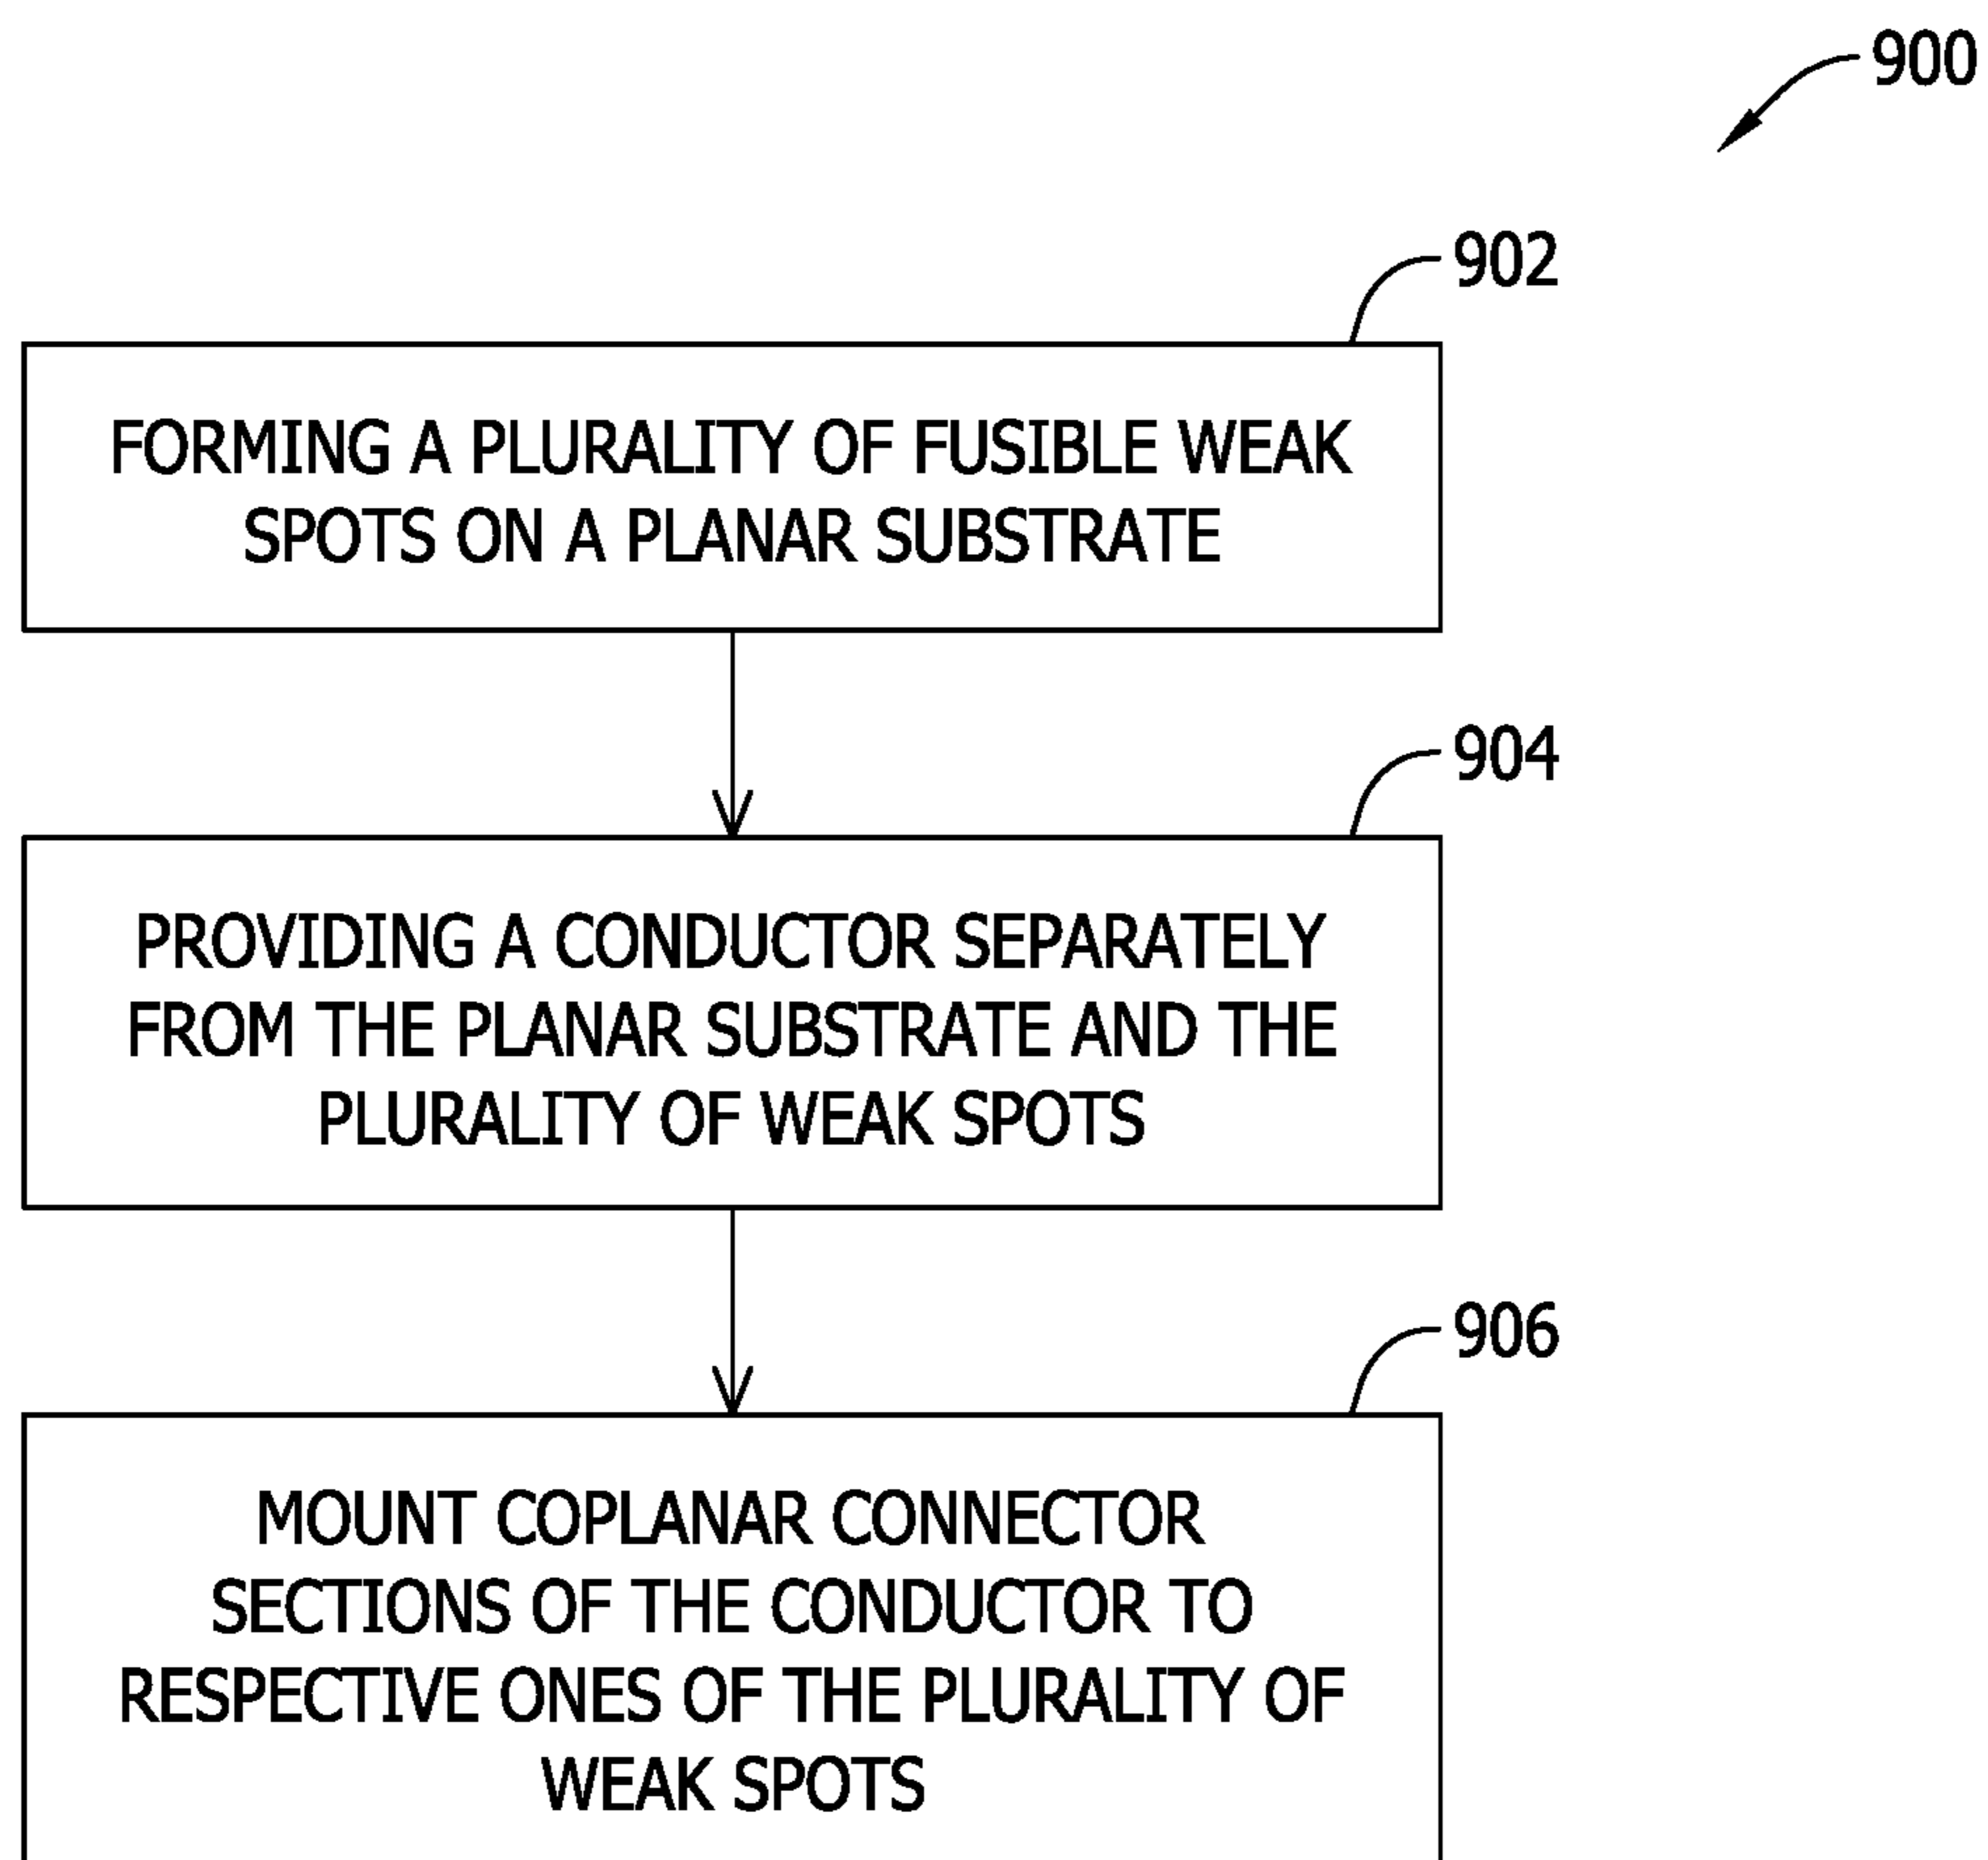 900
902
FORMING A PLURALITY OF FUSIBLE WEAK
SPOTS ON A PLANAR SUBSTRATE
904
PROVIDING A CONDUCTOR SEPARATELY
FROM THE PLANAR SUBSTRATE AND THE
PLURALITY OF WEAK SPOTS
906
MOUNT COPLANAR CONNECTOR
SECTIONS OF THE CONDUCTOR TO
RESPECTIVE ONES OF THE PLURALITY OF
WEAK SPOTS